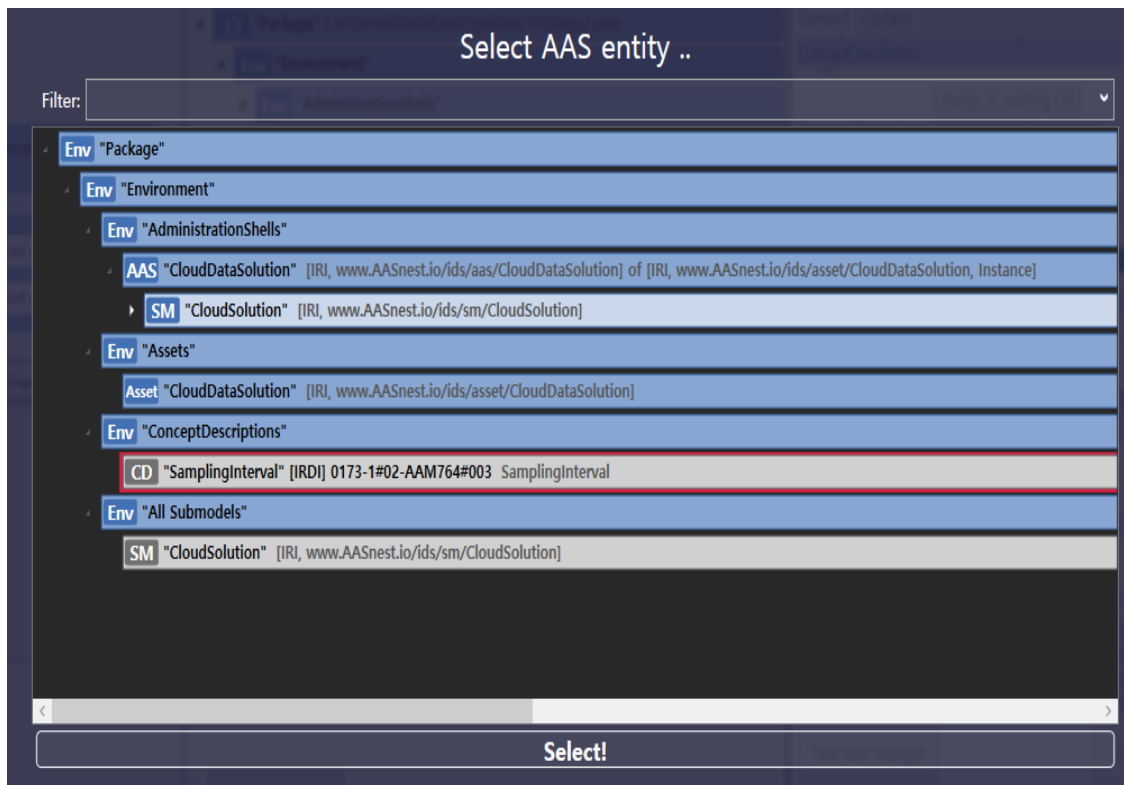 Select AAS entity ..
Filter:
Env "Package"
Env "Environment"
Env "AdministrationShells"
AAS "CloudDataSolution" [IRI, www.AASnest.io/ids/aas/CloudDataSolution] of [IRI, www.AASnest.io/ids/asset/CloudDataSolution, Instance]
SM "CloudSolution" [IRI, www.AASnest.io/ids/sm/CloudSolution]
Env "Assets"
Asset "CloudDataSolution" [IRI, www.AASnest.io/ids/asset/CloudDataSolution]
Env "ConceptDescriptions"
CD "SamplingInterval" [IRDI] 0173-1#02-AAM764#003 SamplingInterval
Env "All Submodels"
SM "CloudSolution" [IRI, www.AASnest.io/ids/sm/CloudSolution]
Select!